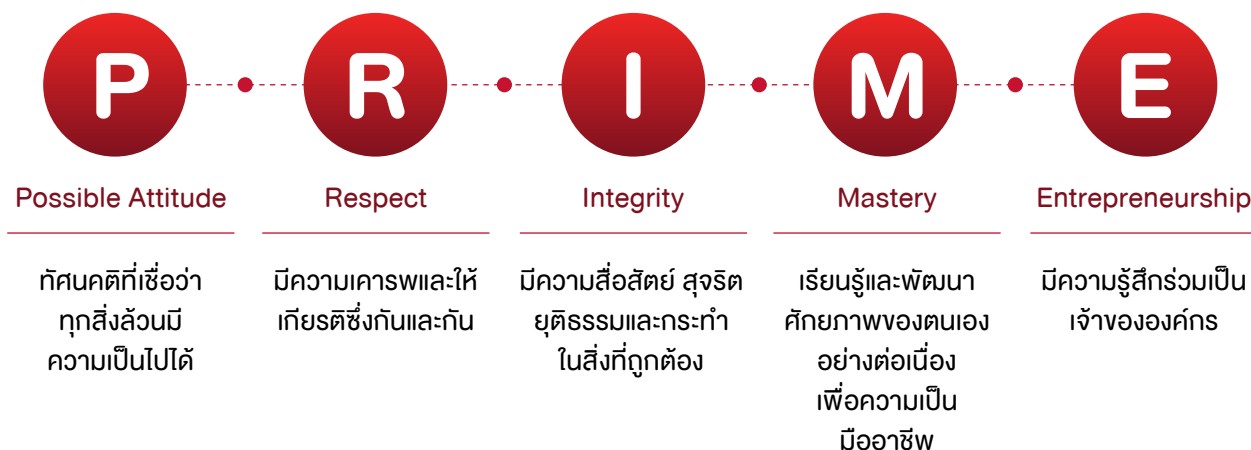 P
R
I
M
E
Possible Attitude
ทัศนคติที่เชื่อว่า
ทุกสิ่งล้วนมี
ความเป็นไปได้
Respect
มีความเคารพและให้
เกียรติซึ่งกันและกัน
Integrity
มีความสื่อสัตย์ สุจริต
ยุติธรรมและกระทำ
ในสิ่งที่ถูกต้อง
Mastery
เรียนรู้และพัฒนา
ศักยภาพของตนเอง
อย่างต่อเนื่อง
เพื่อความเป็น
มืออาชีพ
Entrepreneurship
มีความรู้สึกร่วมเป็น
เจ้าขององค์กร